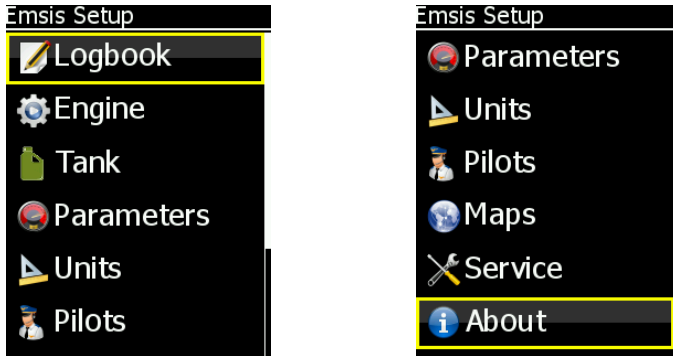 Emsis Setup
Logbook
Engine
Tank
Parameters
Units
Pilots
Emsis Setup
Parameters
Units
Pilots
Maps
Service
About